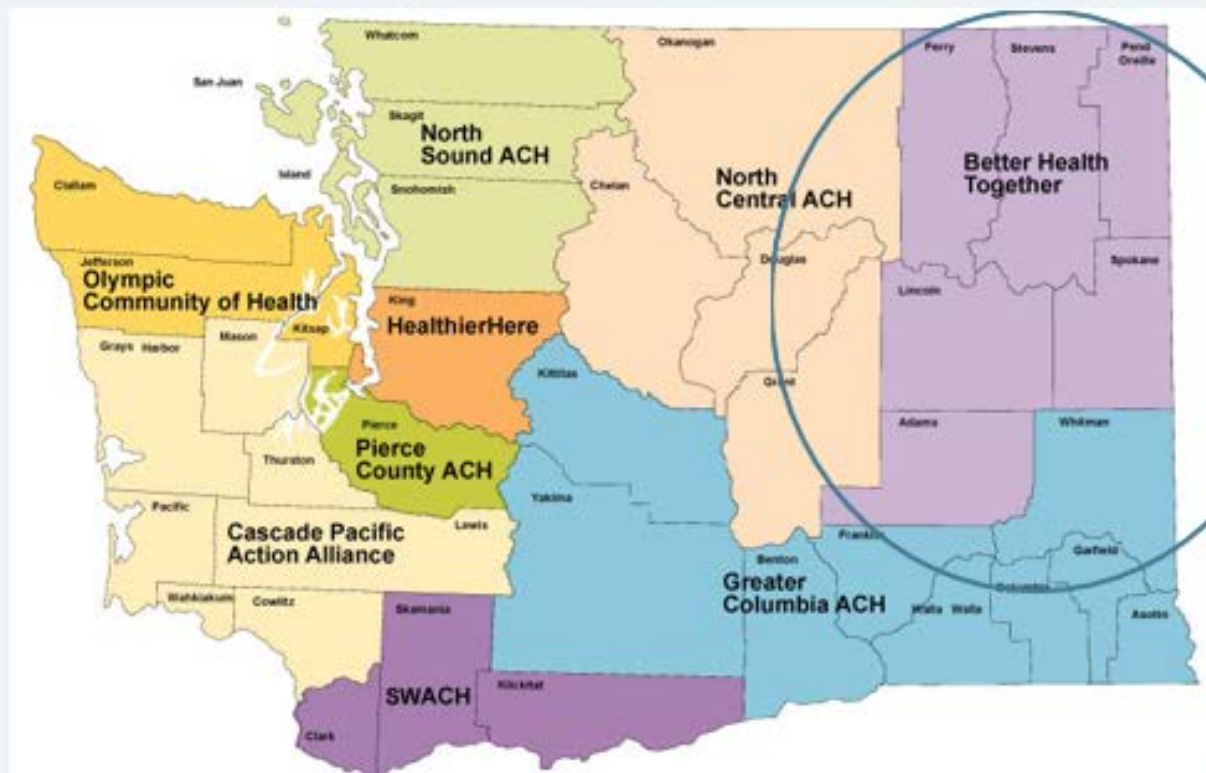 Whatcom
Okanogan
Ferry
Stevens
Pend
Oreille
San Juan
Skagit
North
Sound ACH
Island
Snohomish
Chelan
North
Central ACH
Better Health
Together
Clallam
Douglas
Spokane
Jefferson
Olympic
Community of Health
Lincoln
King
HealthierHere
Kitsap
Mason
Grays Harbor
Kittitas
Grant
Adams
Whitman
Pierce
Pierce
County ACH
Thurston
Yakima
Pacific
Lewis
Cascade Pacific
Action Alliance
Franklin
Benton
Garfield
Greater
Columbia ACH
Columbia
Walla Walla
Asotin
Wahkiakum
Cowlitz
Skamania
SWACH
Klickitat
Clark